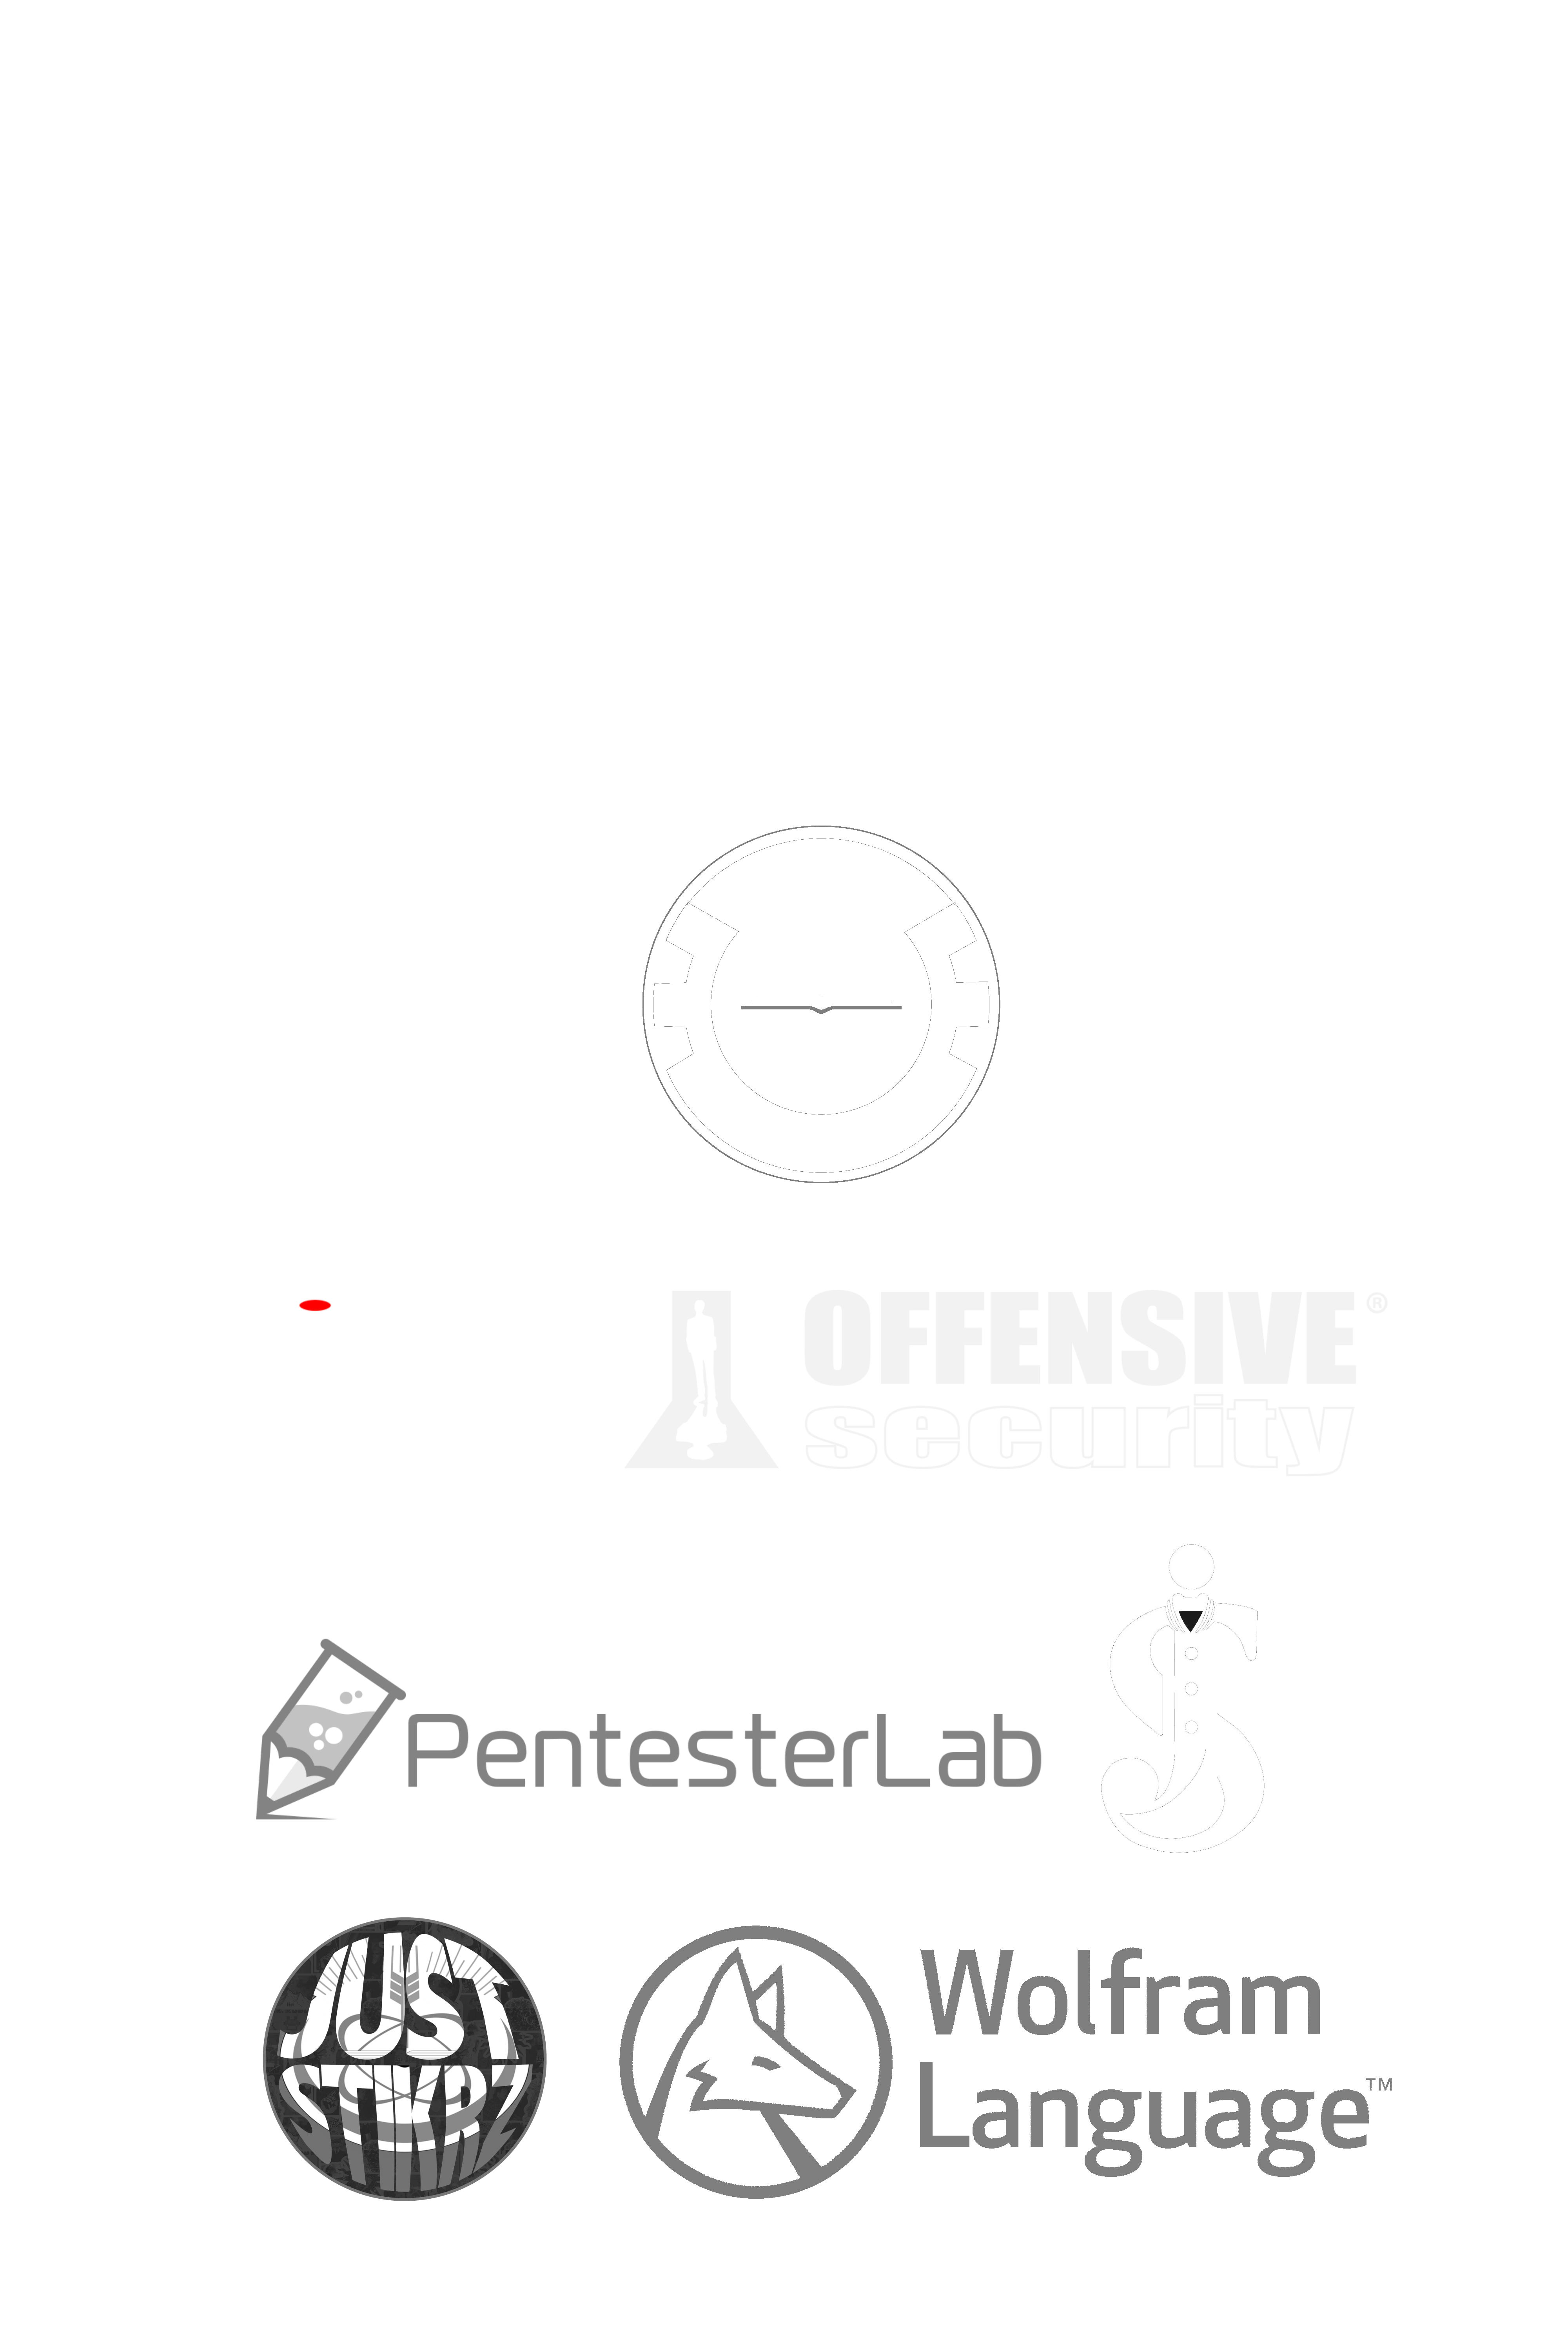 OFFENSIVE ®
security
PentesterLab
JUST
STIKRZ
Wolfram
Language™